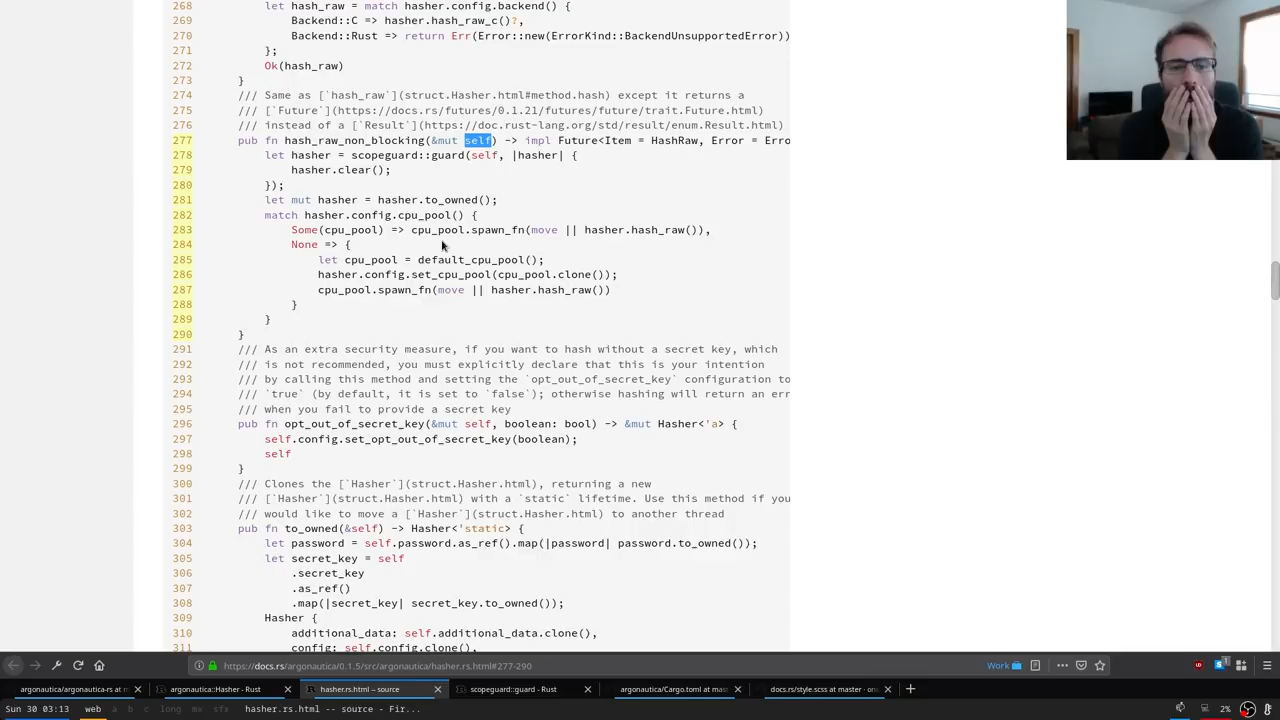 268 let hash_raw = match hasher.config.backend() {
269 Backend::C => hasher.hash_raw_c()?,
270 Backend::Rust => return Err(Error::new(ErrorKind::BackendUnsupportedError))
271 };
272 Ok(hash_raw)
273 }
274 /// Same as [`hash_raw`](struct.Hasher.html#method.hash) except it returns a
275 /// [`Future`](https://docs.rs/futures/0.1.21/futures/future/trait.Future.html)
276 /// instead of a [`Result`](https://doc.rust-lang.org/std/result/enum.Result.html)
277 pub fn hash_raw_non_blocking(&mut self) -> impl Future<Item = HashRaw, Error = Erro
278 let hasher = scopeguard::guard(self, |hasher| {
279 hasher.clear();
280 });
281 let mut hasher = hasher.to_owned();
282 match hasher.config.cpu_pool() {
283 Some(cpu_pool) => cpu_pool.spawn_fn(move || hasher.hash_raw()),
284 None => {
285 let cpu_pool = default_cpu_pool();
286 hasher.config.set_cpu_pool(cpu_pool.clone());
287 cpu_pool.spawn_fn(move || hasher.hash_raw())
288 }
289 }
290 }
291 /// As an extra security measure, if you want to hash without a secret key, which
292 /// is not recommended, you must explicitly declare that this is your intention
293 /// by calling this method and setting the `opt_out_of_secret_key` configuration to
294 /// `true` (by default, it is set to `false`); otherwise hashing will return an err
295 /// when you fail to provide a secret key
296 pub fn opt_out_of_secret_key(&mut self, boolean: bool) -> &mut Hasher<'a> {
297 self.config.set_opt_out_of_secret_key(boolean);
298 self
299 }
300 /// Clones the [`Hasher`](struct.Hasher.html), returning a new
301 /// [`Hasher`](struct.Hasher.html) with a `static` lifetime. Use this method if you
302 /// would like to move a [`Hasher`](struct.Hasher.html) to another thread
303 pub fn to_owned(&self) -> Hasher<'static> {
304 let password = self.password.as_ref().map(|password| password.to_owned());
305 let secret_key = self
306 .secret_key
307 .as_ref()
308 .map(|secret_key| secret_key.to_owned());
309 Hasher {
310 additional_data: self.additional_data.clone(),
311 config: self.config.clone(),
https://docs.rs/argonautica/0.1.5/src/argonautica/hasher.rs.html#277-290
Work
argonautica/argonautica-rs at m
argonautica::Hasher - Rust
hasher.rs.html -- source
scopeguard::guard - Rust
argonautica/Cargo.toml at mast
docs.rs/style.scss at master · on
Sun 30 03:13 web a b c long mx sfx hasher.rs.html -- source - Fir...
2%